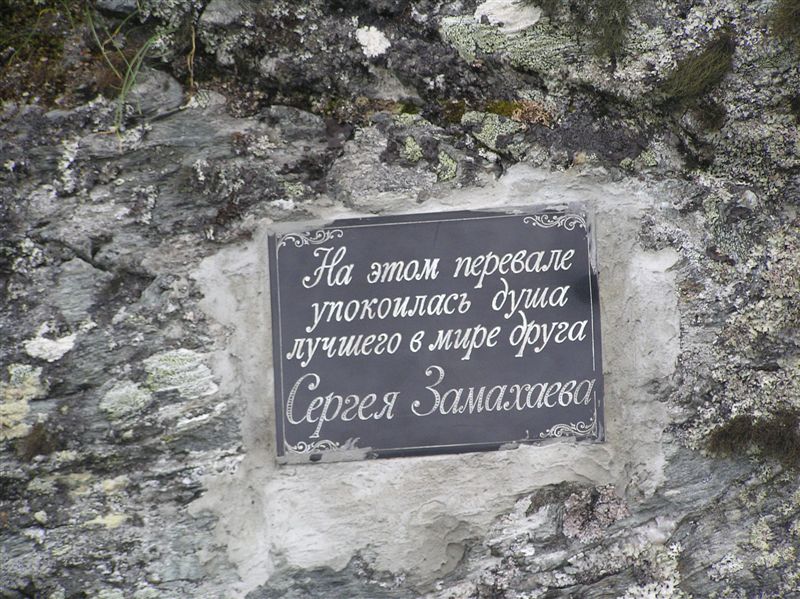 На этом перевале
упокоилась душа
лучшего в мире друга
Сергея Замахаева